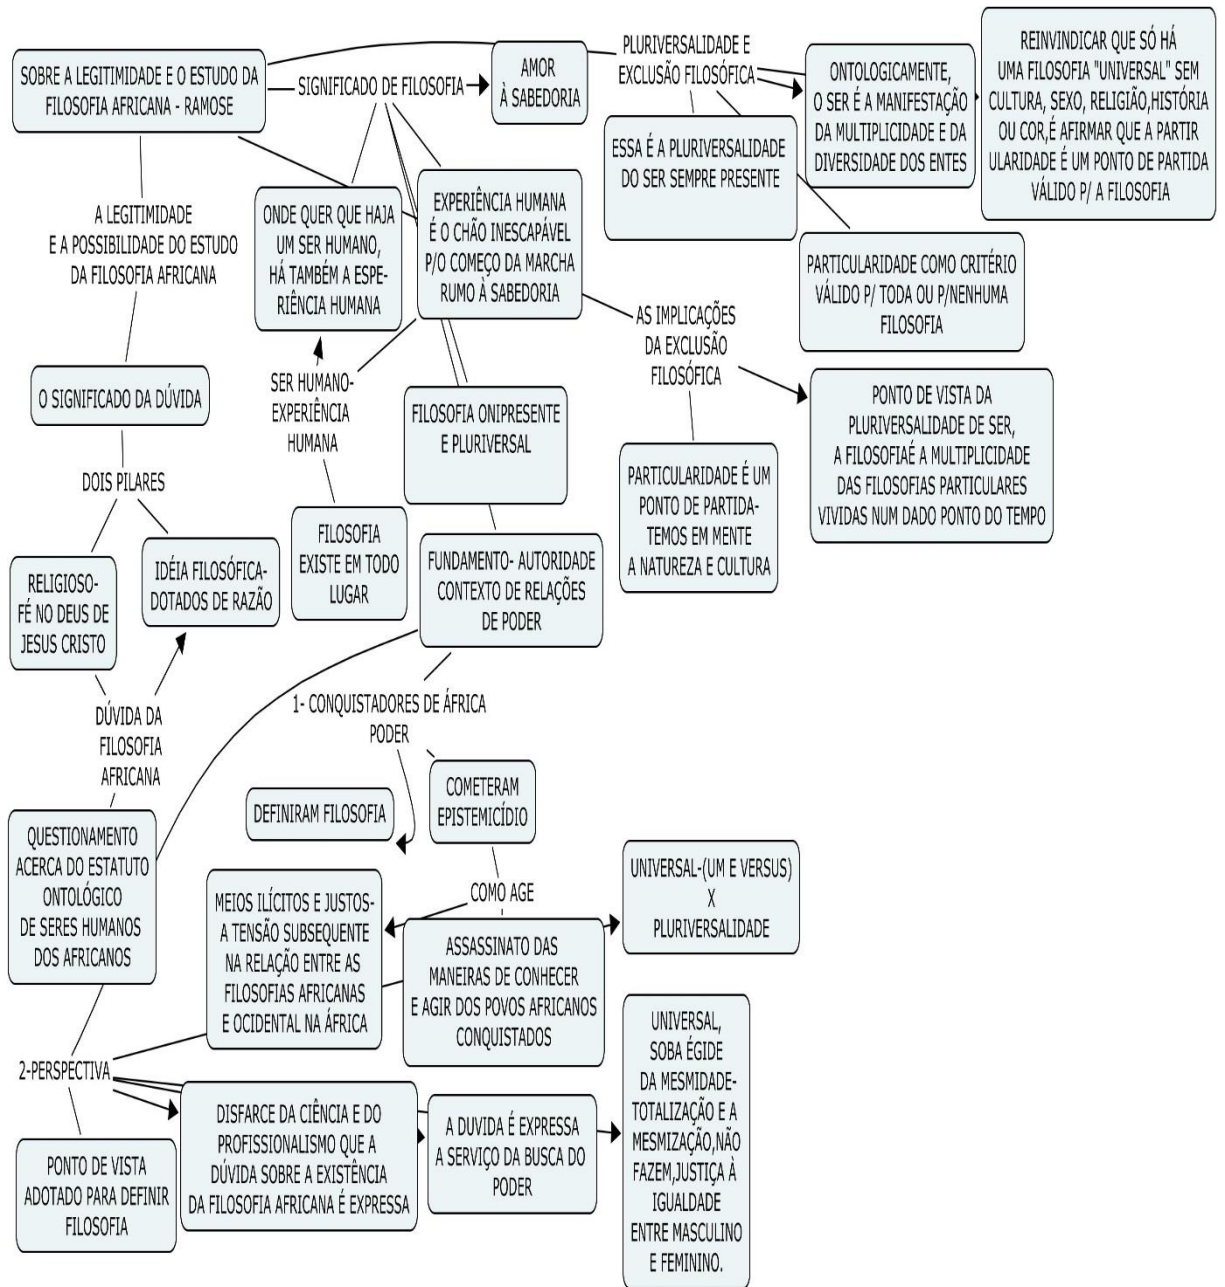 SOBRE A LEGITIMIDADE E O ESTUDO DA
FILOSOFIA AFRICANA - RAMOSE
SIGNIFICADO DE FILOSOFIA
AMOR
À SABEDORIA
PLURIVERSALIDADE E
EXCLUSÃO FILOSÓFICA
ONTOLOGICAMENTE,
O SER É A MANIFESTAÇÃO
DA MULTIPLICIDADE E DA
DIVERSIDADE DOS ENTES
REINVINDICAR QUE SÓ HÁ
UMA FILOSOFIA "UNIVERSAL" SEM
CULTURA, SEXO, RELIGIÃO,HISTÓRIA
OU COR,É AFIRMAR QUE A PARTIR
ULARIDADE É UM PONTO DE PARTIDA
VÁLIDO P/ A FILOSOFIA
ESSA É A PLURIVERSALIDADE
DO SER SEMPRE PRESENTE
A LEGITIMIDADE
E A POSSIBILIDADE DO ESTUDO
DA FILOSOFIA AFRICANA
ONDE QUER QUE HAJA
UM SER HUMANO,
HÁ TAMBÉM A ESPE-
RIÊNCIA HUMANA
EXPERIÊNCIA HUMANA
É O CHÃO INESCAPÁVEL
P/O COMEÇO DA MARCHA
RUMO À SABEDORIA
PARTICULARIDADE COMO CRITÉRIO
VÁLIDO P/ TODA OU P/NENHUMA
FILOSOFIA
AS IMPLICAÇÕES
DA EXCLUSÃO
FILOSÓFICA
O SIGNIFICADO DA DÚVIDA
SER HUMANO-
EXPERIÊNCIA
HUMANA
FILOSOFIA ONIPRESENTE
E PLURIVERSAL
PONTO DE VISTA DA
PLURIVERSALIDADE DE SER,
A FILOSOFIAÉ A MULTIPLICIDADE
DAS FILOSOFIAS PARTICULARES
VIVIDAS NUM DADO PONTO DO TEMPO
PARTICULARIDADE É UM
PONTO DE PARTIDA-
TEMOS EM MENTE
A NATUREZA E CULTURA
DOIS PILARES
FILOSOFIA
EXISTE EM TODO
LUGAR
FUNDAMENTO- AUTORIDADE
CONTEXTO DE RELAÇÕES
DE PODER
RELIGIOSO-
FÉ NO DEUS DE
JESUS CRISTO
IDÉIA FILOSÓFICA-
DOTADOS DE RAZÃO
DÚVIDA DA
FILOSOFIA
AFRICANA
1- CONQUISTADORES DE ÁFRICA
PODER
DEFINIRAM FILOSOFIA
COMETERAM
EPISTEMICÍDIO
QUESTIONAMENTO
ACERCA DO ESTATUTO
ONTOLÓGICO
DE SERES HUMANOS
DOS AFRICANOS
COMO AGE
MEIOS ILÍCITOS E JUSTOS-
A TENSÃO SUBSEQUENTE
NA RELAÇÃO ENTRE AS
FILOSOFIAS AFRICANAS
E OCIDENTAL NA ÁFRICA
ASSASSINATO DAS
MANEIRAS DE CONHECER
E AGIR DOS POVOS AFRICANOS
CONQUISTADOS
UNIVERSAL-(UM E VERSUS)
X
PLURIVERSALIDADE
2-PERSPECTIVA
PONTO DE VISTA
ADOTADO PARA DEFINIR
FILOSOFIA
DISFARCE DA CIÊNCIA E DO
PROFISSIONALISMO QUE A
DÚVIDA SOBRE A EXISTÊNCIA
DA FILOSOFIA AFRICANA É EXPRESSA
A DUVIDA É EXPRESSA
A SERVIÇO DA BUSCA DO
PODER
UNIVERSAL,
SOBA ÉGIDE
DA MESMIDADE-
TOTALIZAÇÃO E A
MESMIZAÇÃO,NÃO
FAZEM,JUSTIÇA À
IGUALDADE
ENTRE MASCULINO
E FEMININO.